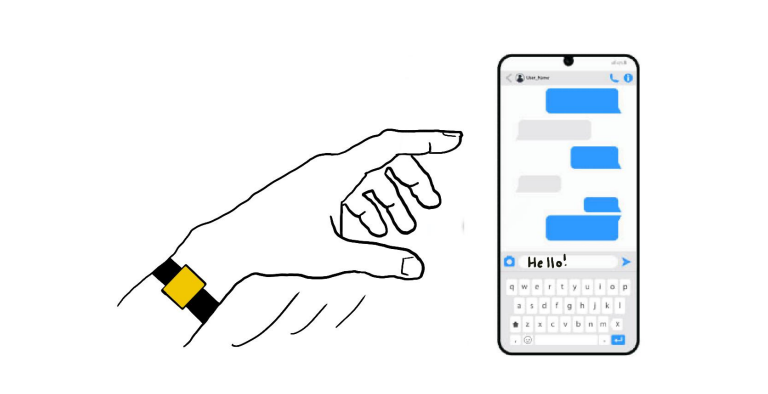 User_Name
Hello!
q w e r t y u i o p
a s d f g h j k l
z x c v b n m x
, .